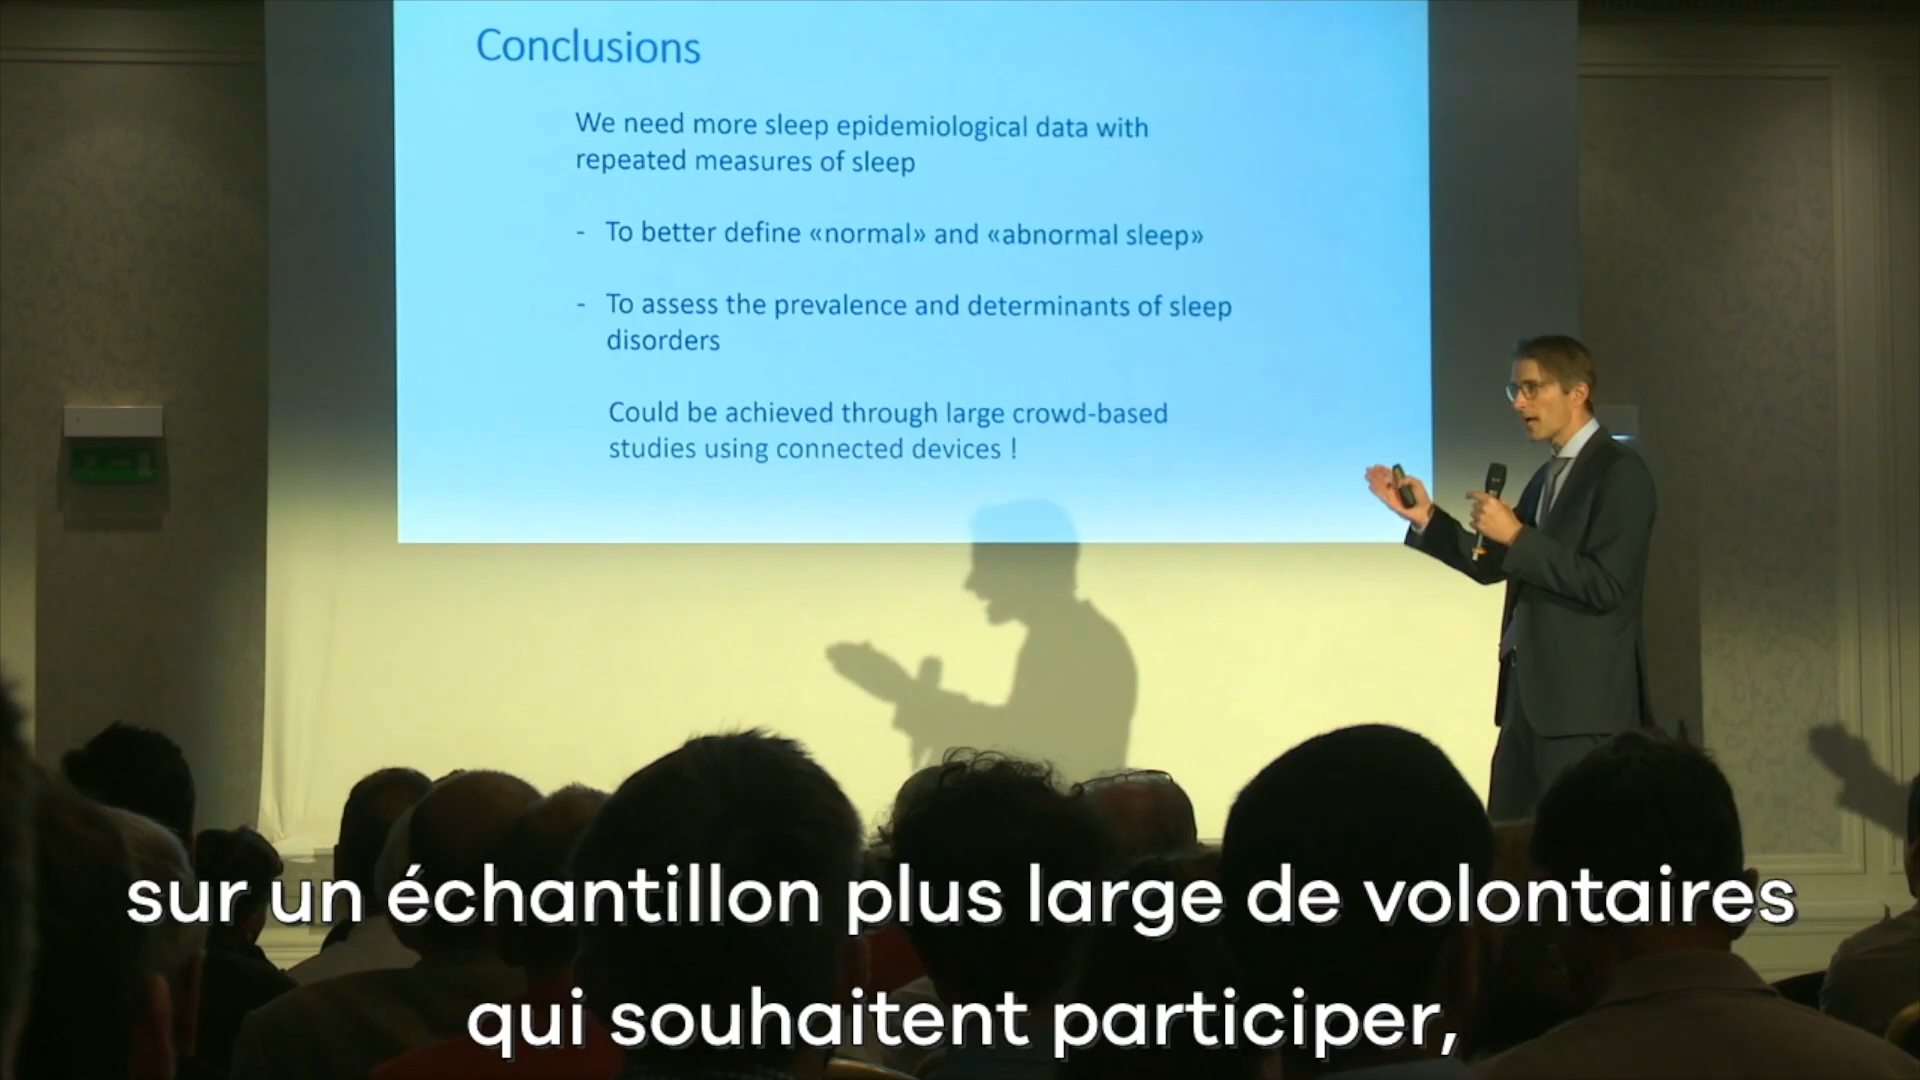 Conclusions
We need more sleep epidemiological data with
repeated measures of sleep
- To better define «normal» and «abnormal sleep»
- To assess the prevalence and determinants of sleep
disorders
Could be achieved through large crowd-based
studies using connected devices !
sur un échantillon plus large de volontaires
qui souhaitent participer,